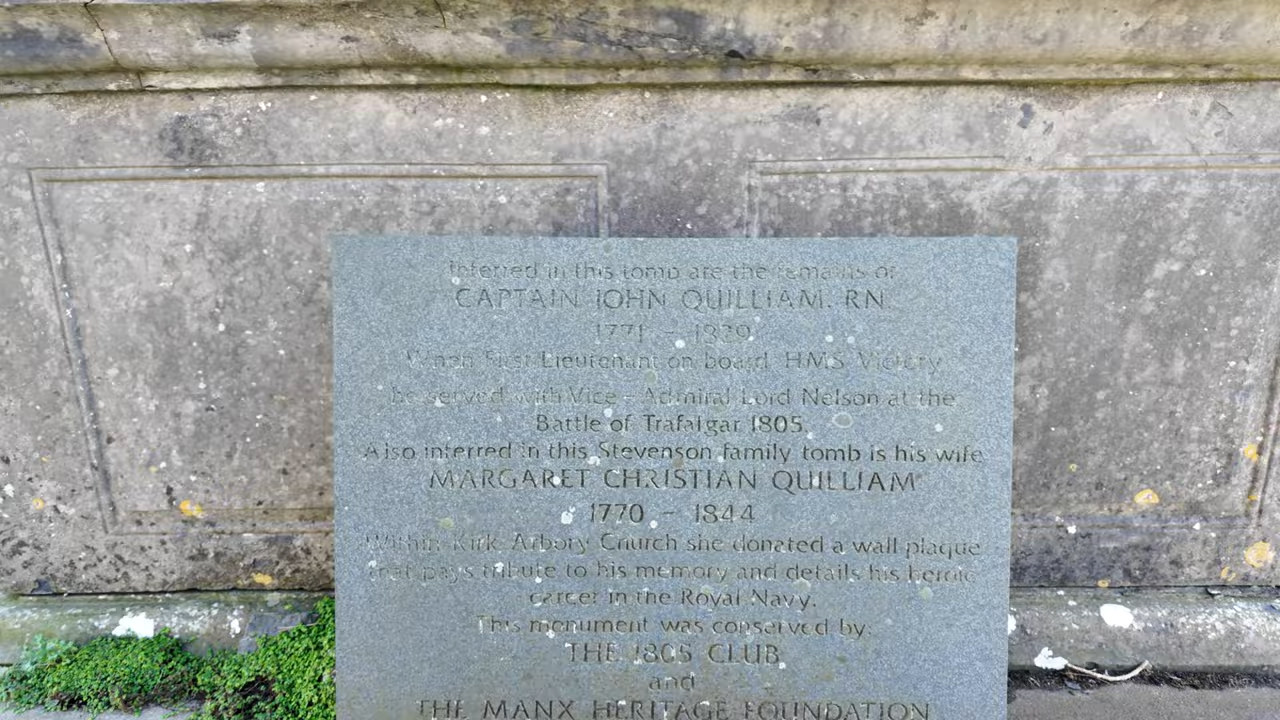 Interred in this tomb are the remains of
CAPTAIN JOHN QUILLIAM. RN.
1771 - 1829
When First Lieutenant on board HMS Victory
he served with Vice - Admiral Lord Nelson at the
Battle of Trafalgar 1805.
Also interred in this Stevenson family tomb is his wife
MARGARET CHRISTIAN QUILLIAM
1770 - 1844
Within Kirk Arbory Church she donated a wall plaque
that pays tribute to his memory and details his heroic
career in the Royal Navy.
This monument was conserved by:
THE 1805 CLUB
and
THE MANX HERITAGE FOUNDATION